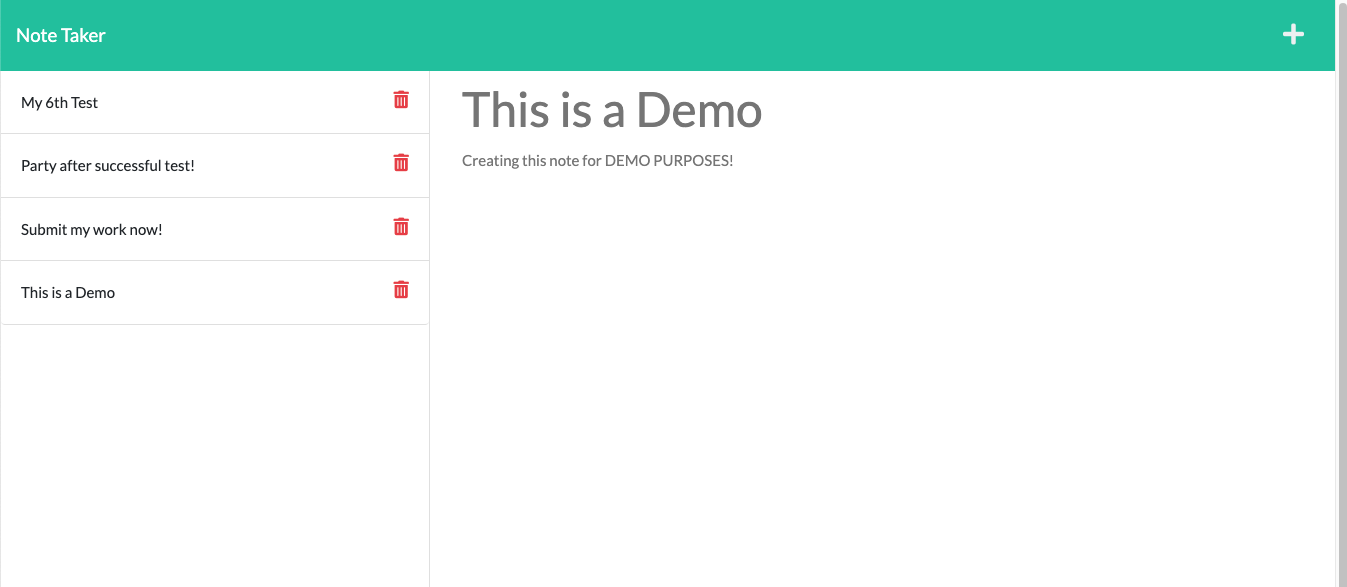 Note Taker
My 6th Test
Party after successful test!
Submit my work now!
This is a Demo
This is a Demo
Creating this note for DEMO PURPOSES!